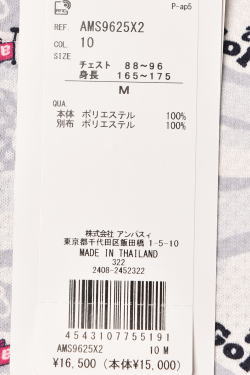 P-ap5
REF. AMS9625X2
COL. 10
SIZE
チェスト 88~96
身長 165~175
M
QUA.
本体 ポリエステル 100%
別布 ポリエステル 100%
株式会社 アンパスィ
東京都千代田区飯田橋 1-5-10
MADE IN THAILAND
322
2408-2452322
4543107755191
AMS9625X2 10 M
¥16,500 (本体¥15,000)